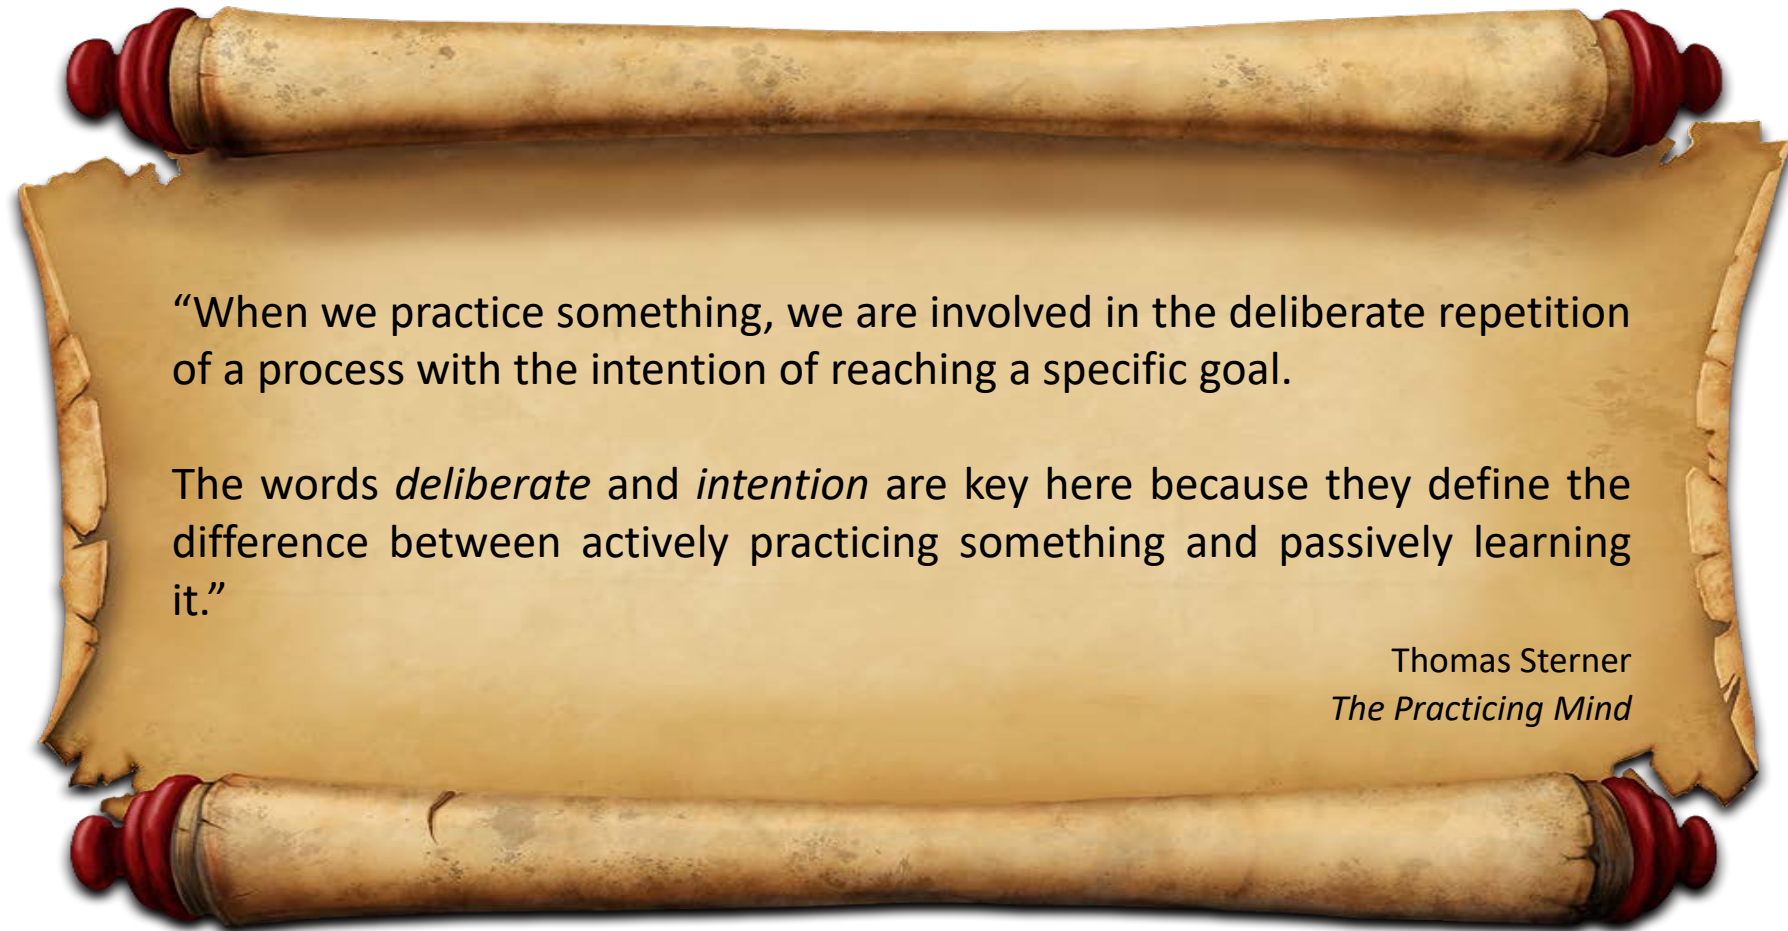 “When we practice something, we are involved in the deliberate repetition
of a process with the intention of reaching a specific goal.
The words deliberate and intention are key here because they define the
difference between actively practicing something and passively learning
it.”
Thomas Sterner
The Practicing Mind